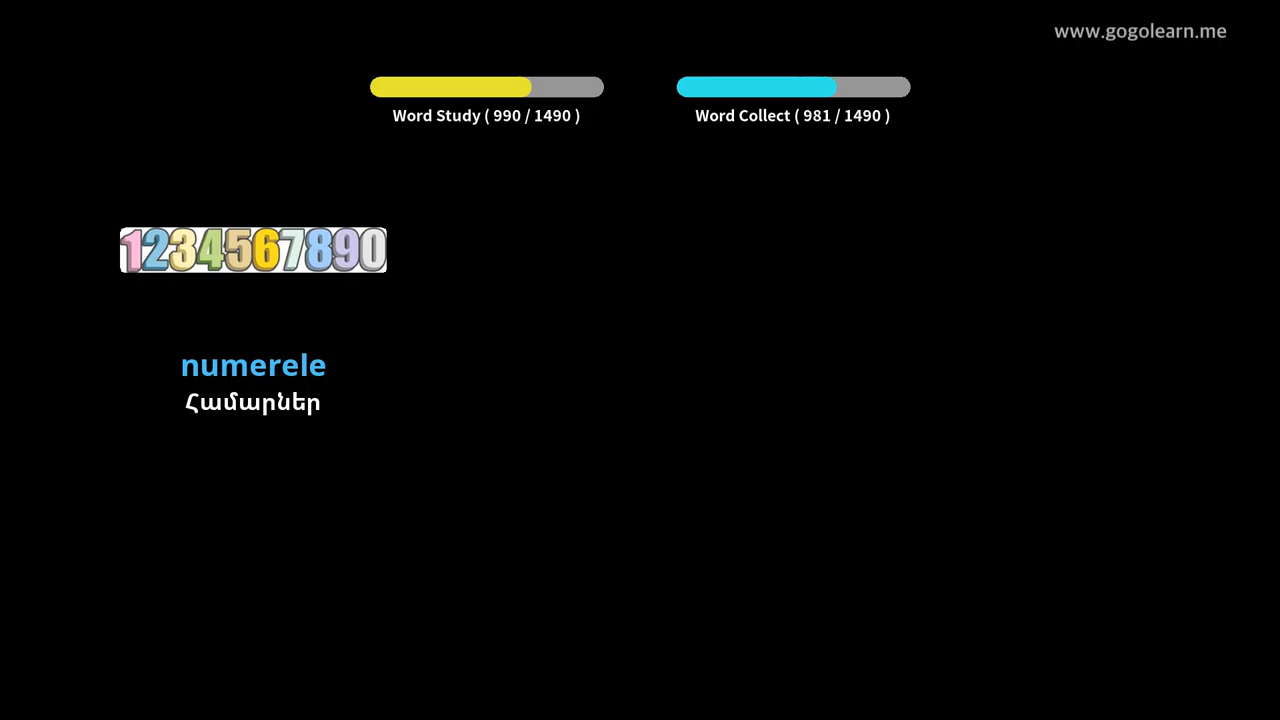 www.gogolearn.me
Word Study ( 990 / 1490 )
Word Collect ( 981 / 1490 )
1234567890
numerele
Համարներ